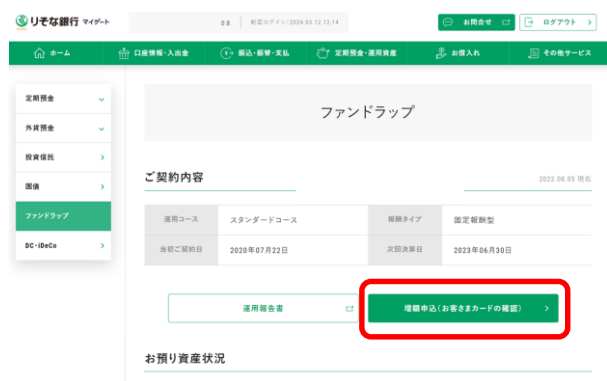 りそな銀行 マイゲート
さま 前回ログイン:2024.03.12 12:14
お問合せ
ログアウト
ホーム 口座情報・入出金 振込・振替・支払 定期預金・運用資産 お借入れ その他サービス
定期預金
外貨預金
投資信託
国債
ファンドラップ
DC・iDeCo
ファンドラップ
ご契約内容
2022.08.05 現在
運用コース スタンダードコース 報酬タイプ 固定報酬型
当初ご契約日 2020年07月22日 次回決算日 2023年06月30日
運用報告書
増額申込(お客さまカードの確認)
お預り資産状況